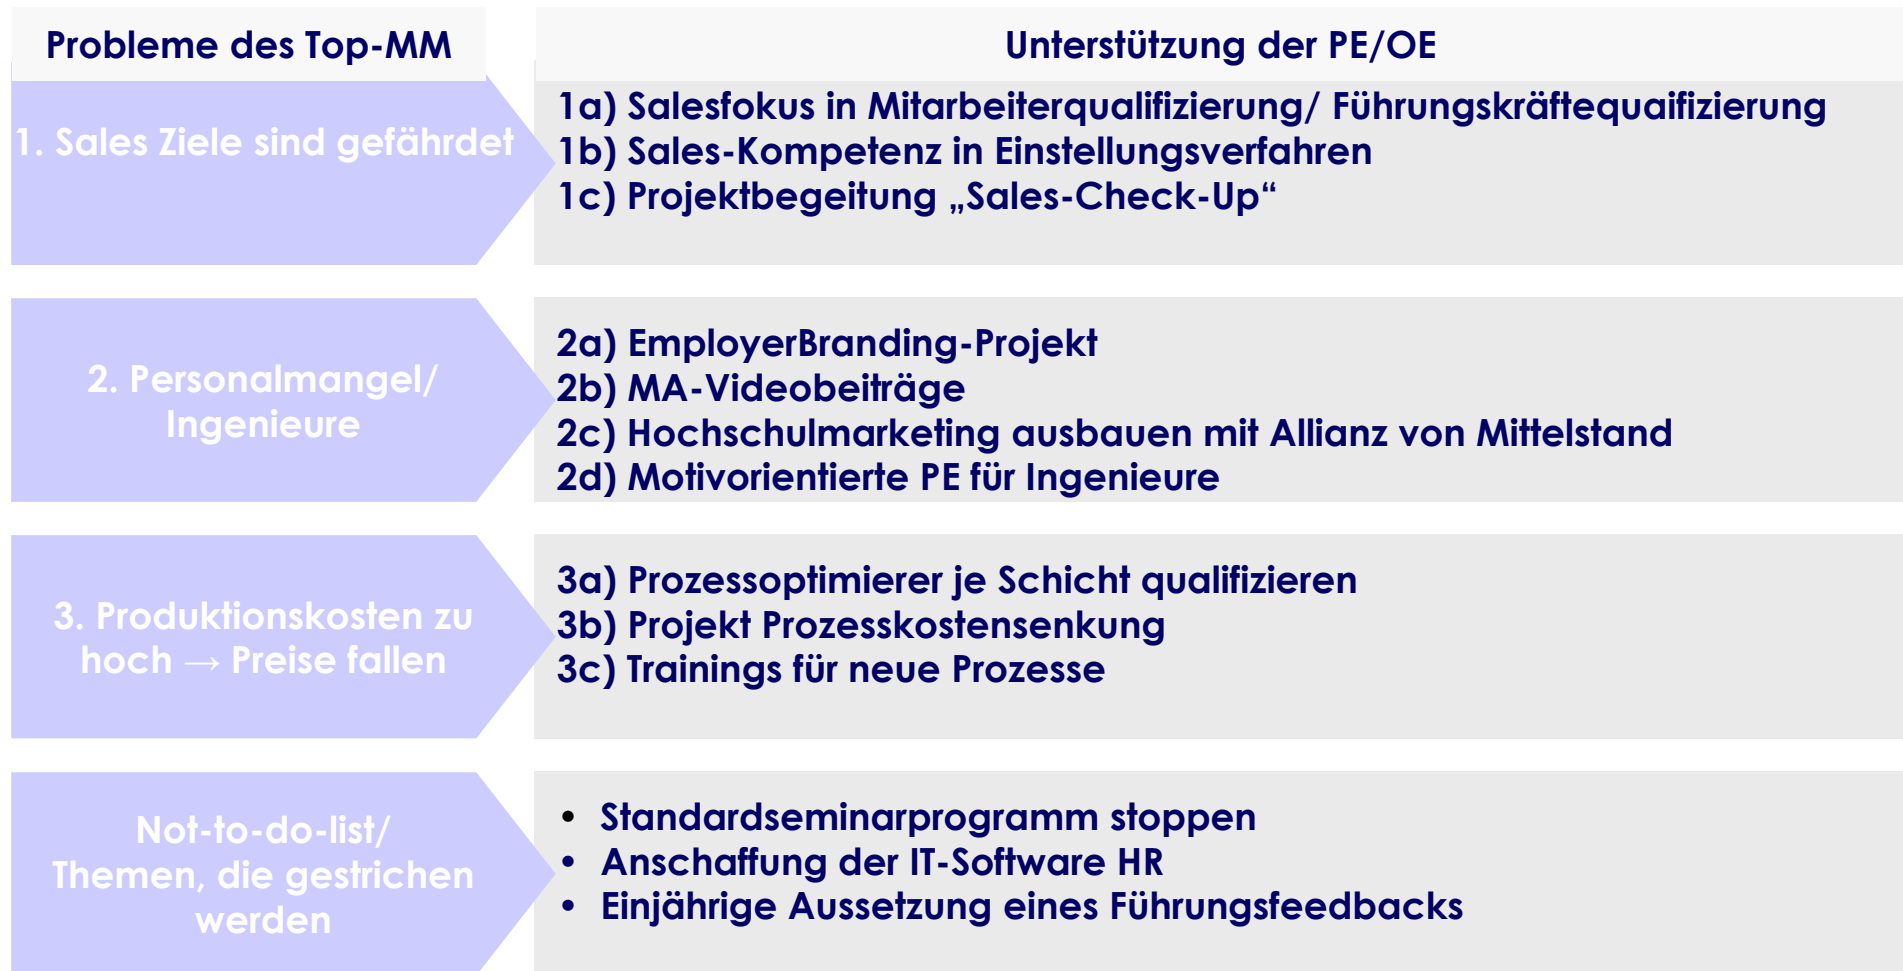 Probleme des Top-MM
Unterstützung der PE/OE
1. Sales Ziele sind gefährdet
1a) Salesfokus in Mitarbeiterqualifizierung/ Führungskräftequaifizierung
1b) Sales-Kompetenz in Einstellungsverfahren
1c) Projektbegeitung „Sales-Check-Up“
2. Personalmangel/
Ingenieure
2a) EmployerBranding-Projekt
2b) MA-Videobeiträge
2c) Hochschulmarketing ausbauen mit Allianz von Mittelstand
2d) Motivorientierte PE für Ingenieure
3. Produktionskosten zu
hoch → Preise fallen
3a) Prozessoptimierer je Schicht qualifizieren
3b) Projekt Prozesskostensenkung
3c) Trainings für neue Prozesse
Not-to-do-list/
Themen, die gestrichen
werden
• Standardseminarprogramm stoppen
• Anschaffung der IT-Software HR
• Einjährige Aussetzung eines Führungsfeedbacks